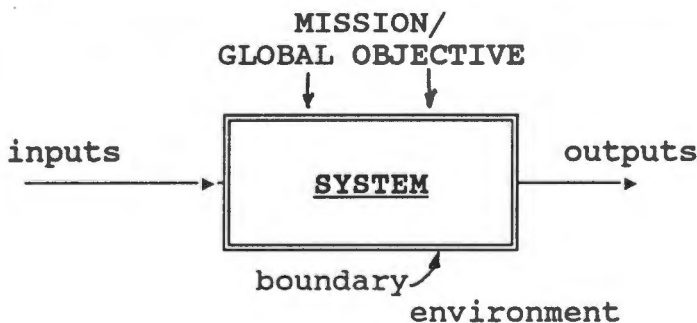 MISSION/
GLOBAL OBJECTIVE
inputs
outputs
SYSTEM
boundary
environment